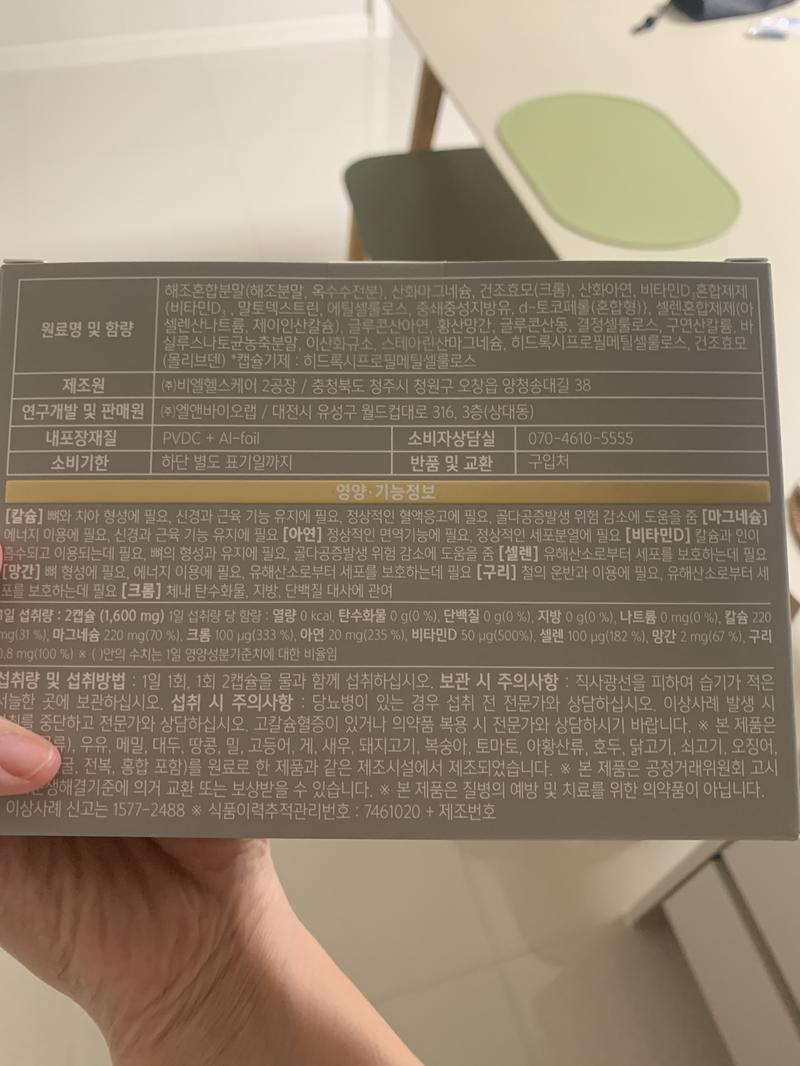 원료명 및 함량
해조혼합분말(해조분말, 옥수수전분), 산화마그네슘, 건조효모(크롬), 산화아연, 비타민D₃혼합제제
{비타민D₃, 말토덱스트린, 에틸셀룰로스, 중쇄중성지방유, d-토코페롤(혼합형)}, 셀렌혼합제제(아
셀렌산나트륨, 제이인산칼슘), 글루콘산아연, 황산망간, 글루콘산동, 결정셀룰로스, 구연산칼륨, 바
실루스나토균농축분말, 이산화규소, 스테아린산마그네슘, 히드록시프로필메틸셀룰로스, 건조효모
(몰리브덴) *캡슐기제 : 히드록시프로필메틸셀룰로스
제조원 ㈜비엘헬스케어 2공장 / 충청북도 청주시 청원구 오창읍 양청송대길 38
연구개발 및 판매원 ㈜엘앤바이오랩 / 대전시 유성구 월드컵대로 316, 3층(상대동)
내포장재질 PVDC + Al-foil 소비자상담실 070-4610-5555
소비기한 하단 별도 표기일까지 반품 및 교환 구입처
영양·기능정보
[칼슘] 뼈와 치아 형성에 필요, 신경과 근육 기능 유지에 필요, 정상적인 혈액응고에 필요, 골다공증발생 위험 감소에 도움을 줌 [마그네슘]
에너지 이용에 필요, 신경과 근육 기능 유지에 필요 [아연] 정상적인 면역기능에 필요, 정상적인 세포분열에 필요 [비타민D] 칼슘과 인이
흡수되고 이용되는데 필요, 뼈의 형성과 유지에 필요, 골다공증발생 위험 감소에 도움을 줌 [셀렌] 유해산소로부터 세포를 보호하는데 필요
[망간] 뼈 형성에 필요, 에너지 이용에 필요, 유해산소로부터 세포를 보호하는데 필요 [구리] 철의 운반과 이용에 필요, 유해산소로부터 세
포를 보호하는데 필요 [크롬] 체내 탄수화물, 지방, 단백질 대사에 관여
1일 섭취량 : 2캡슐 (1,600 mg) 1일 섭취량 당 함량 : 열량 0 kcal, 탄수화물 0 g(0 %), 단백질 0 g(0 %), 지방 0 g(0 %), 나트륨 0 mg(0 %), 칼슘 220
mg(31 %), 마그네슘 220 mg(70 %), 크롬 100 µg(333 %), 아연 20 mg(235 %), 비타민D 50 µg(500%), 셀렌 100 µg(182 %), 망간 2 mg(67 %), 구리
0.8 mg(100 %) ※ ( )안의 수치는 1일 영양성분기준치에 대한 비율임
섭취량 및 섭취방법 : 1일 1회, 1회 2캡슐을 물과 함께 섭취하십시오. 보관 시 주의사항 : 직사광선을 피하여 습기가 적은
서늘한 곳에 보관하십시오. 섭취 시 주의사항 : 당뇨병이 있는 경우 섭취 전 전문가와 상담하십시오. 이상사례 발생 시
섭취를 중단하고 전문가와 상담하십시오. 고칼슘혈증이 있거나 의약품 복용 시 전문가와 상담하시기 바랍니다. ※ 본 제품은
우유, 메밀, 대두, 땅콩, 밀, 고등어, 게, 새우, 돼지고기, 복숭아, 토마토, 아황산류, 호두, 닭고기, 쇠고기, 오징어,
굴, 전복, 홍합 포함)를 원료로 한 제품과 같은 제조시설에서 제조되었습니다. ※ 본 제품은 공정거래위원회 고시
분쟁해결기준에 의거 교환 또는 보상받을 수 있습니다. ※ 본 제품은 질병의 예방 및 치료를 위한 의약품이 아닙니다.
이상사례 신고는 1577-2488 ※ 식품이력추적관리번호 : 7461020 + 제조번호